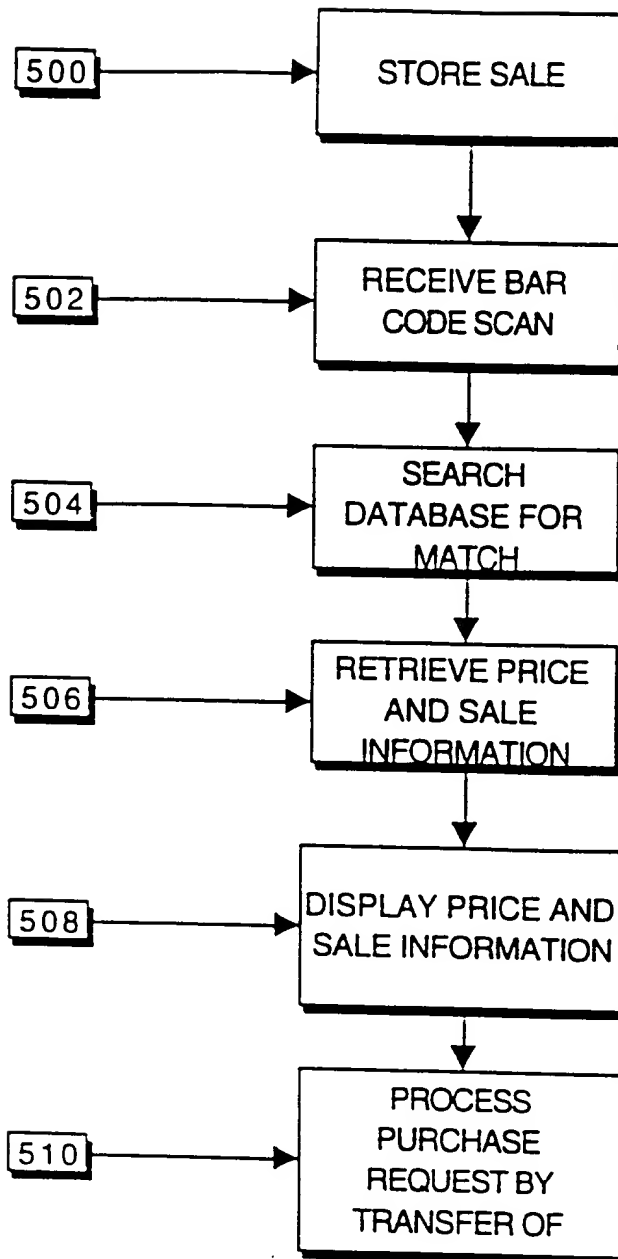 500
STORE SALE
502
RECEIVE BAR
CODE SCAN
504
SEARCH
DATABASE FOR
MATCH
506
RETRIEVE PRICE
AND SALE
INFORMATION
508
DISPLAY PRICE AND
SALE INFORMATION
510
PROCESS
PURCHASE
REQUEST BY
TRANSFER OF